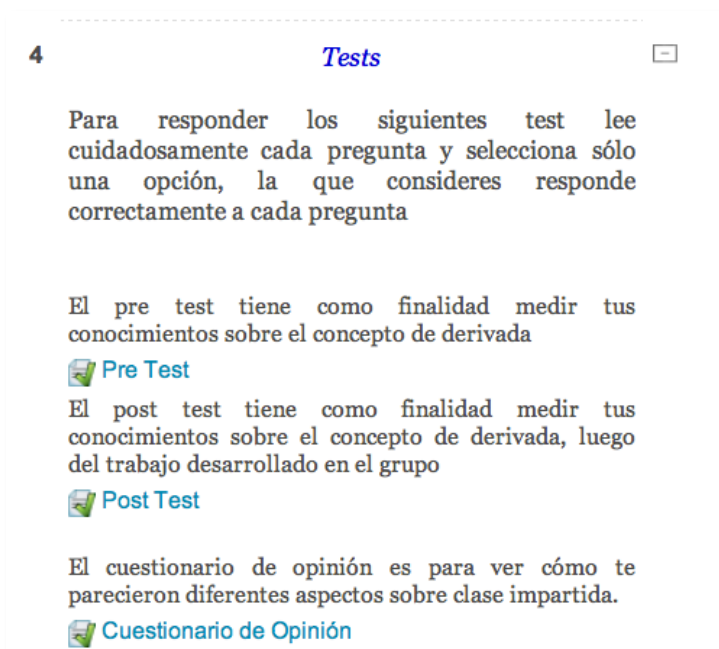 4
Tests
Para responder los siguientes test lee
cuidadosamente cada pregunta y selecciona sólo
una opción, la que consideres responde
correctamente a cada pregunta
El pre test tiene como finalidad medir tus
conocimientos sobre el concepto de derivada
Pre Test
El post test tiene como finalidad medir tus
conocimientos sobre el concepto de derivada, luego
del trabajo desarrollado en el grupo
Post Test
El cuestionario de opinión es para ver cómo te
parecieron diferentes aspectos sobre clase impartida.
Cuestionario de Opinión